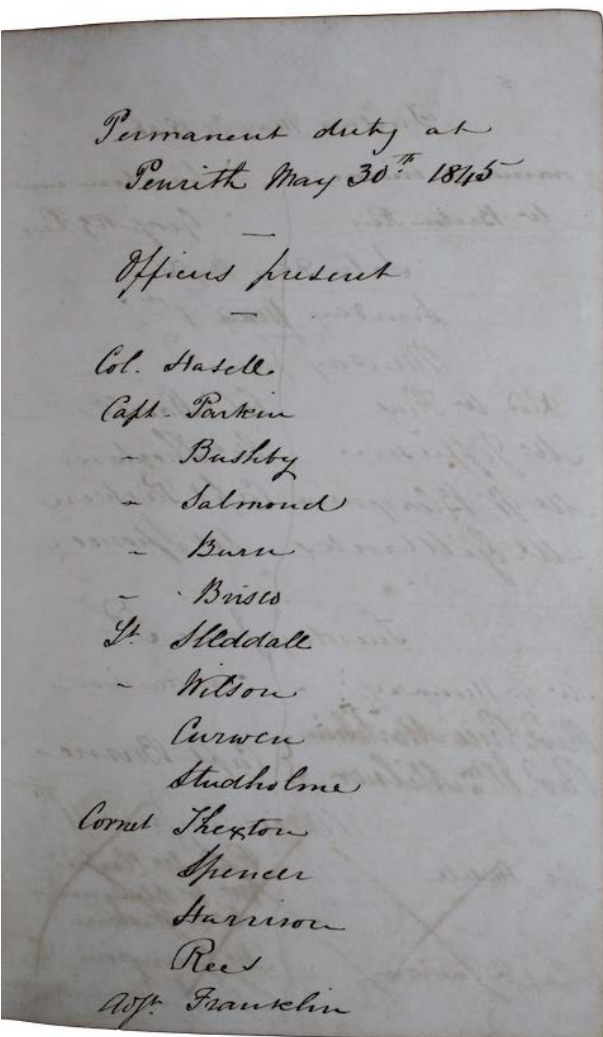 Permanent duty at
Penrith May 30th 1845
—
Officers present
—
Col. Hasell
Capt. Parkin
" Bushby
" Salmond
" Burn
" Brisco
Lt. Sleddall
" Wilson
Curwen
Studholme
Cornet Thexton
Spencer
Harrison
Rees
Adjt. Franklin